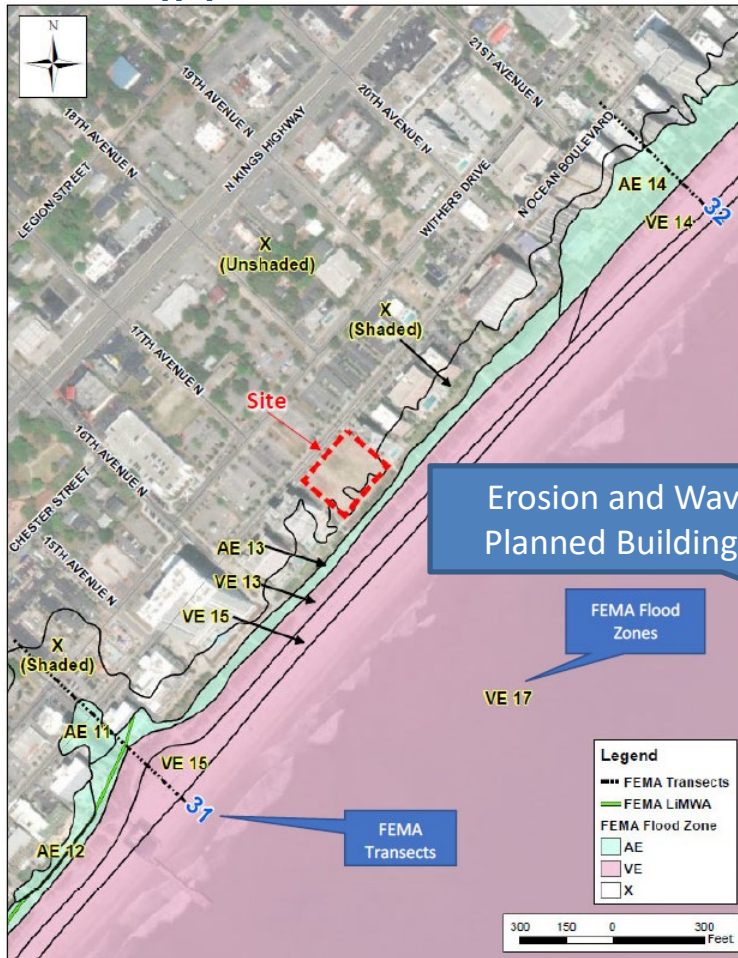 N
21ST AVENUE N
19TH AVENUE N
20TH AVENUE N
18TH AVENUE N
N KINGS HIGHWAY
N OCEAN BOULEVARD
LEGION STREET
WITHERS DRIVE
AE 14
VE 14
32
X
(Unshaded)
X
(Shaded)
17TH AVENUE N
Site
16TH AVENUE N
CHESTER STREET
15TH AVENUE N
Erosion and Wav
Planned Building
AE 13
VE 13
VE 15
FEMA Flood
Zones
VE 17
X
(Shaded)
AE 11
VE 15
31
AE 12
FEMA
Transects
Legend
FEMA Transects
FEMA LiMWA
FEMA Flood Zone
AE
VE
X
300 150 0 300
Feet